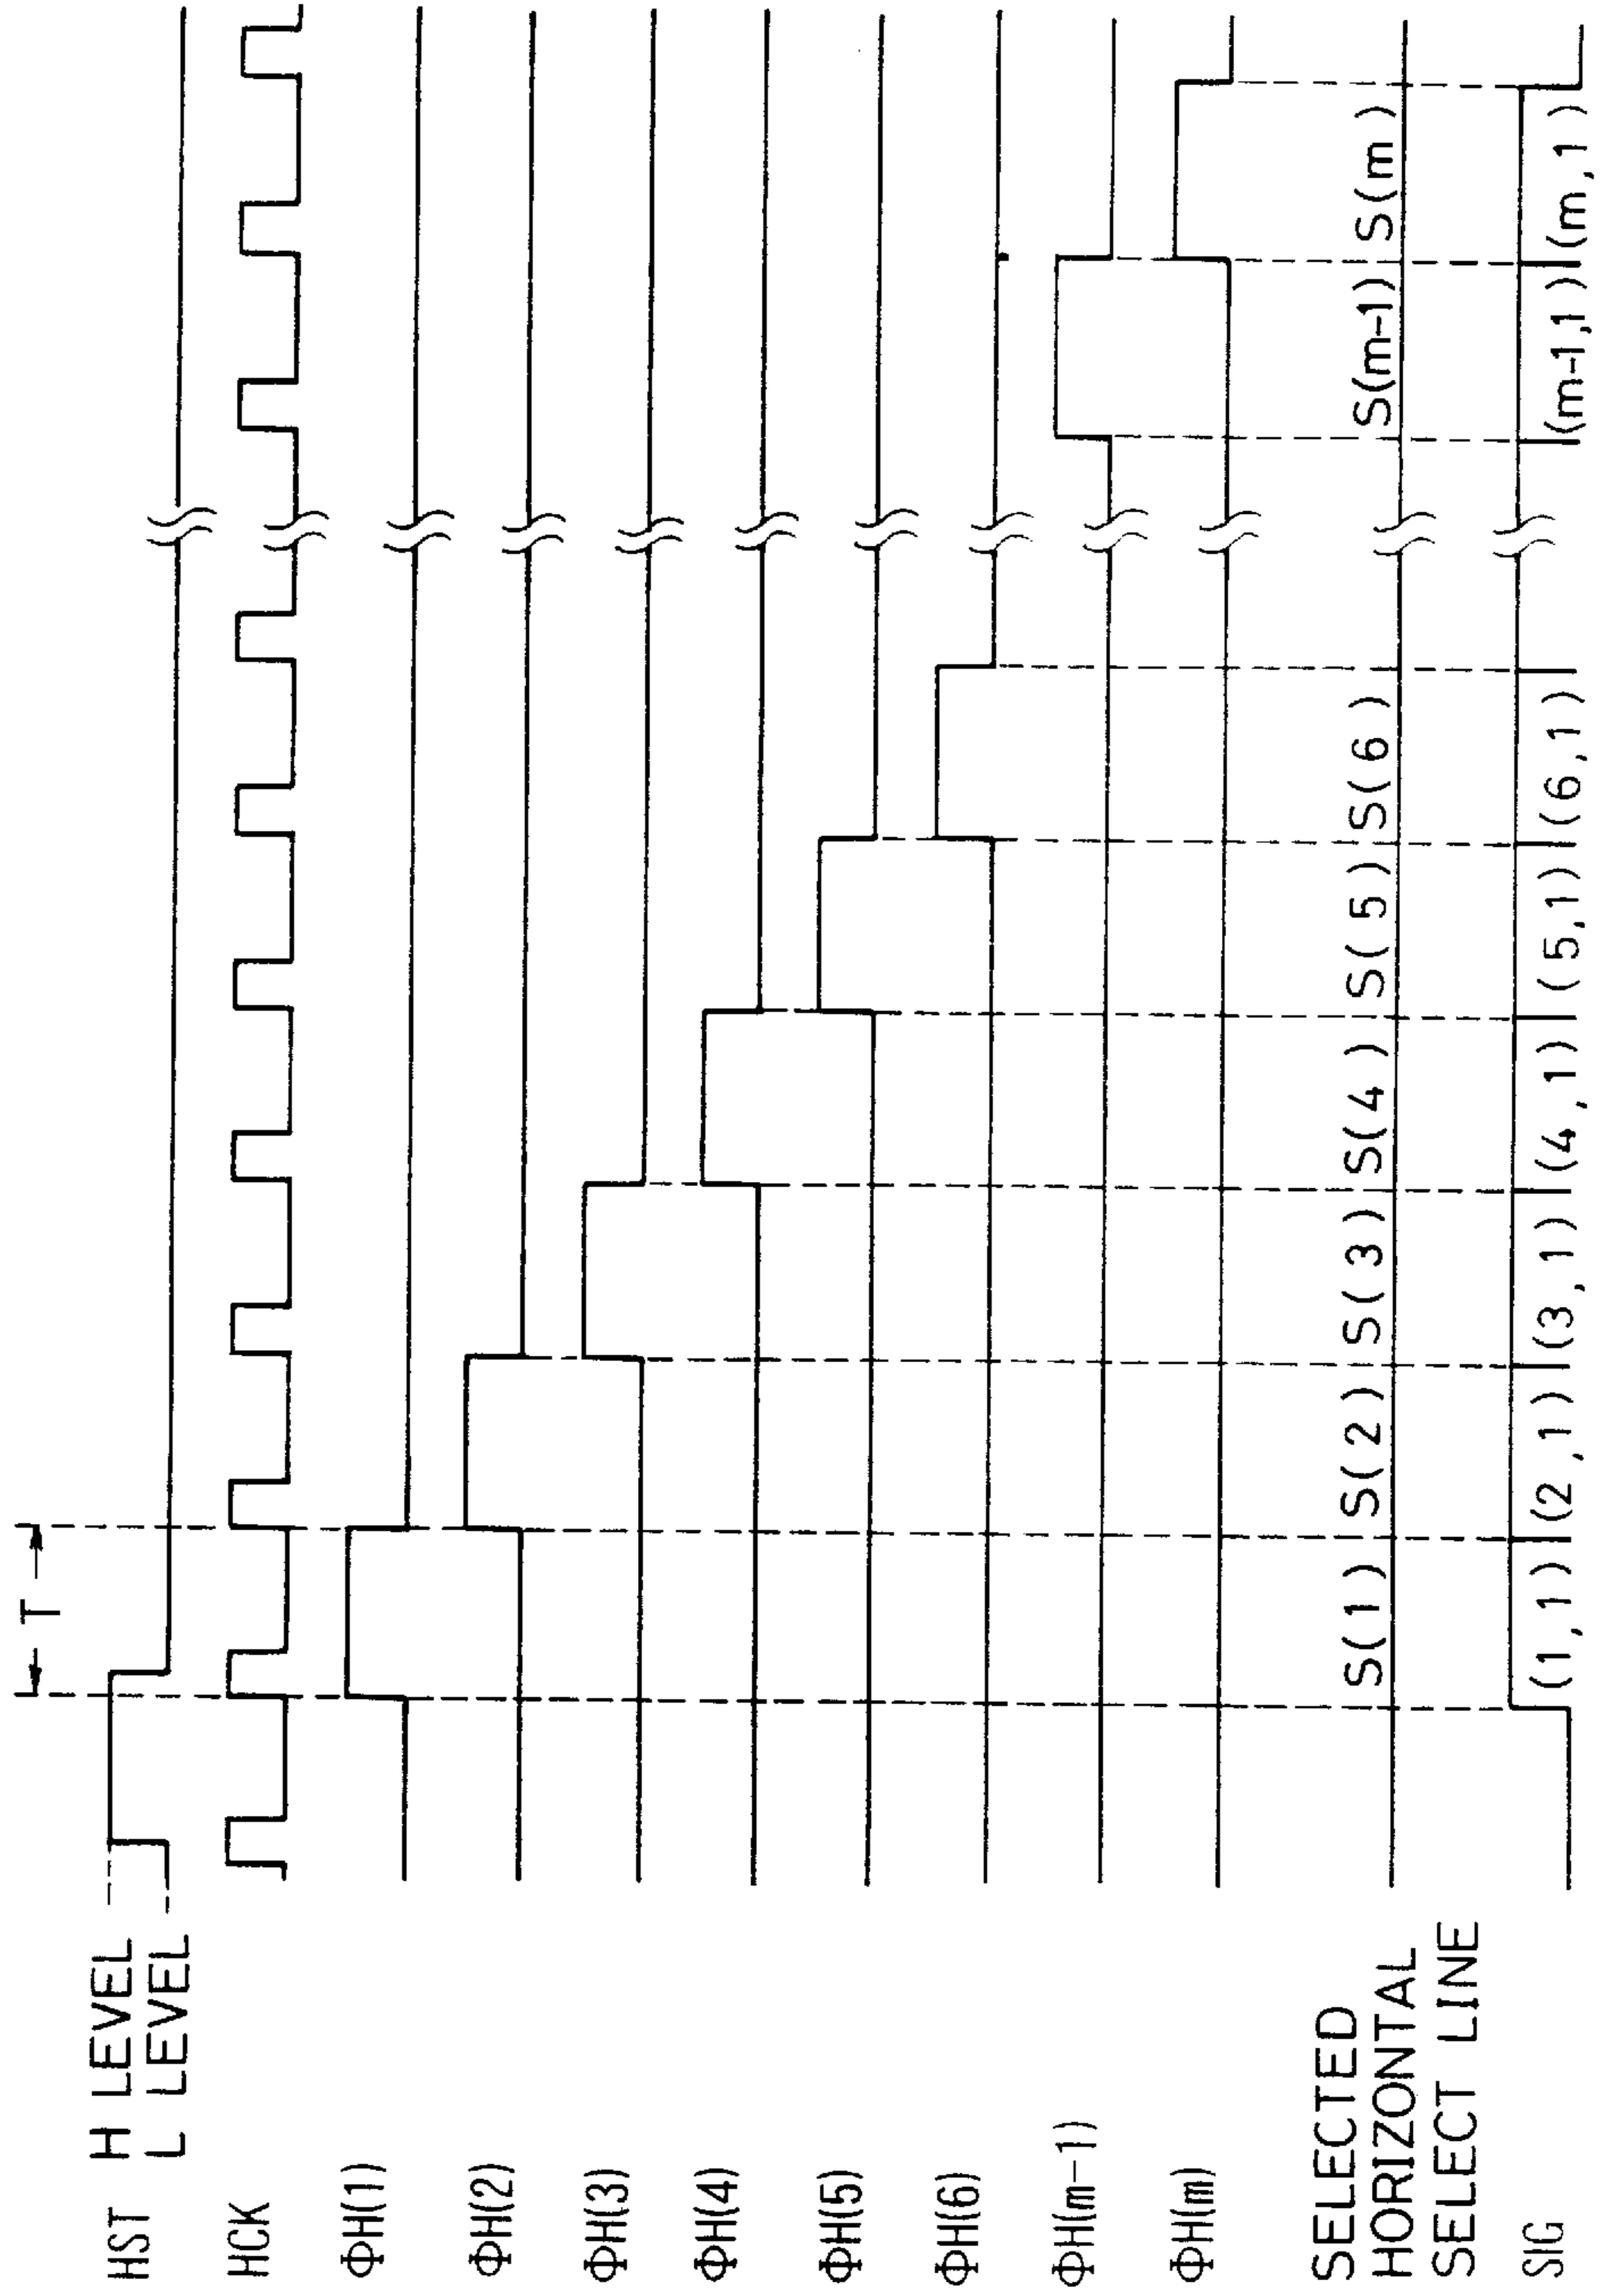 T
HST H LEVEL
L LEVEL
HCK
ΦH(1)
ΦH(2)
ΦH(3)
ΦH(4)
ΦH(5)
ΦH(6)
ΦH(m-1)
ΦH(m)
SELECTED
HORIZONTAL
SELECT LINE
S(1) S(2) S(3) S(4) S(5) S(6) S(m-1) S(m)
SIG (1,1) (2,1) (3,1) (4,1) (5,1) (6,1) (m-1,1) (m,1)